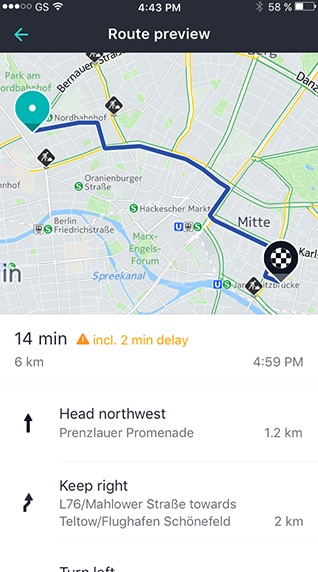 GS 4:43 PM 58 %
Route preview
Park am
Nordbahnhof
Bernauer Straße
Nordbahnhof
Oranienburger
Straße
Hackescher Markt
Berlin
Friedrichstraße
Marx-
Engels-
Forum
Mitte
Karl
Spreekanal
in
Jannowitzbrücke
14 min incl. 2 min delay
6 km 4:59 PM
Head northwest
Prenzlauer Promenade 1.2 km
Keep right
L76/Mahlower Straße towards
Teltow/Flughafen Schönefeld 2 km
Turn left